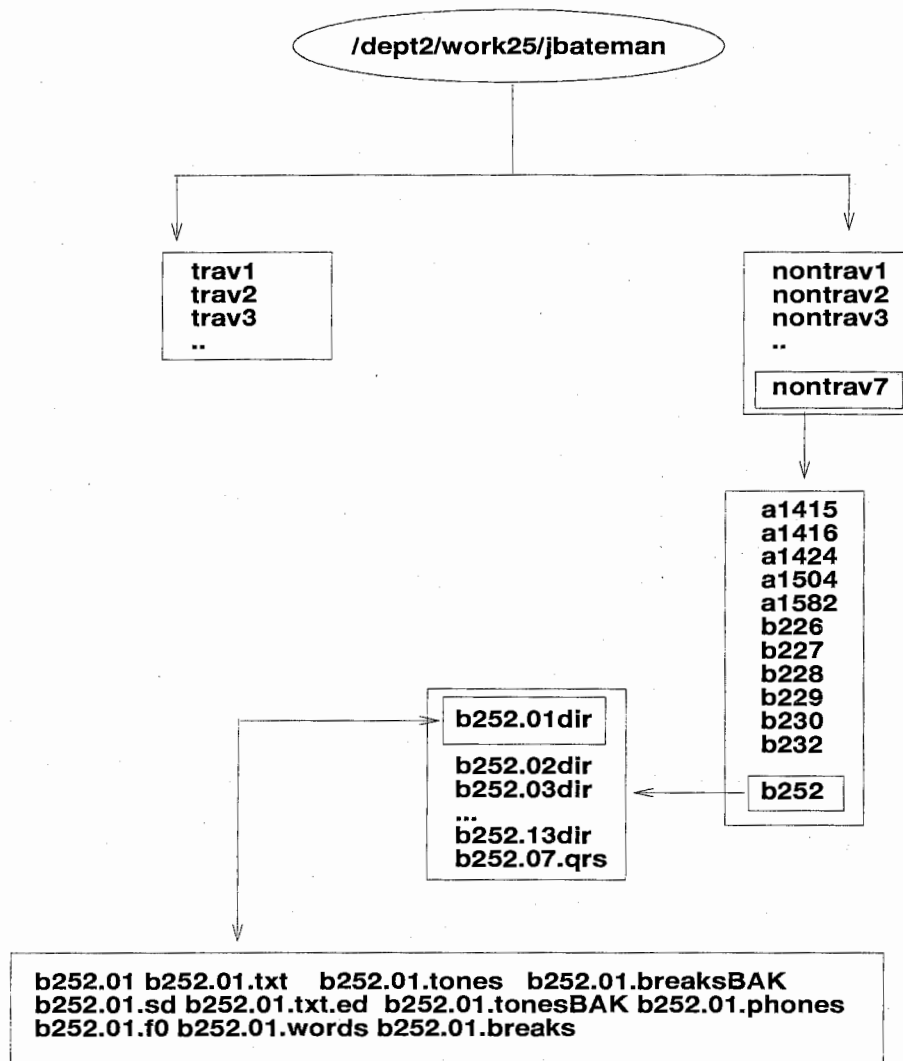 /dept2/work25/jbateman
trav1
trav2
trav3
..
nontrav1
nontrav2
nontrav3
..
nontrav7
a1415
a1416
a1424
a1504
a1582
b226
b227
b228
b229
b230
b232
b252
b252.01dir
b252.02dir
b252.03dir
...
b252.13dir
b252.07.qrs
b252.01 b252.01.txt b252.01.tones b252.01.breaksBAK
b252.01.sd b252.01.txt.ed b252.01.tonesBAK b252.01.phones
b252.01.f0 b252.01.words b252.01.breaks